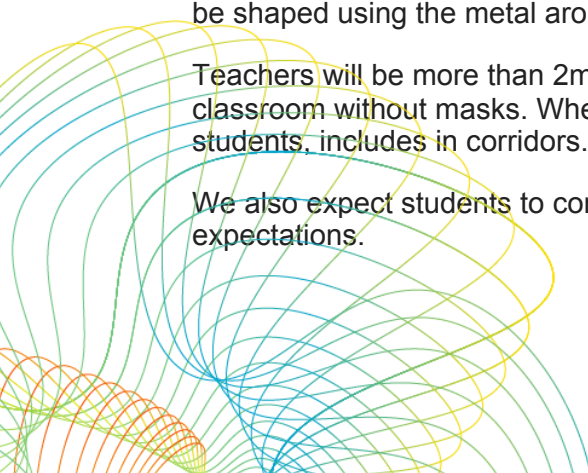 be shaped using the metal aro
Teachers will be more than 2m
classroom without masks. Whe
students, includes in corridors.
We also expect students to co
expectations.